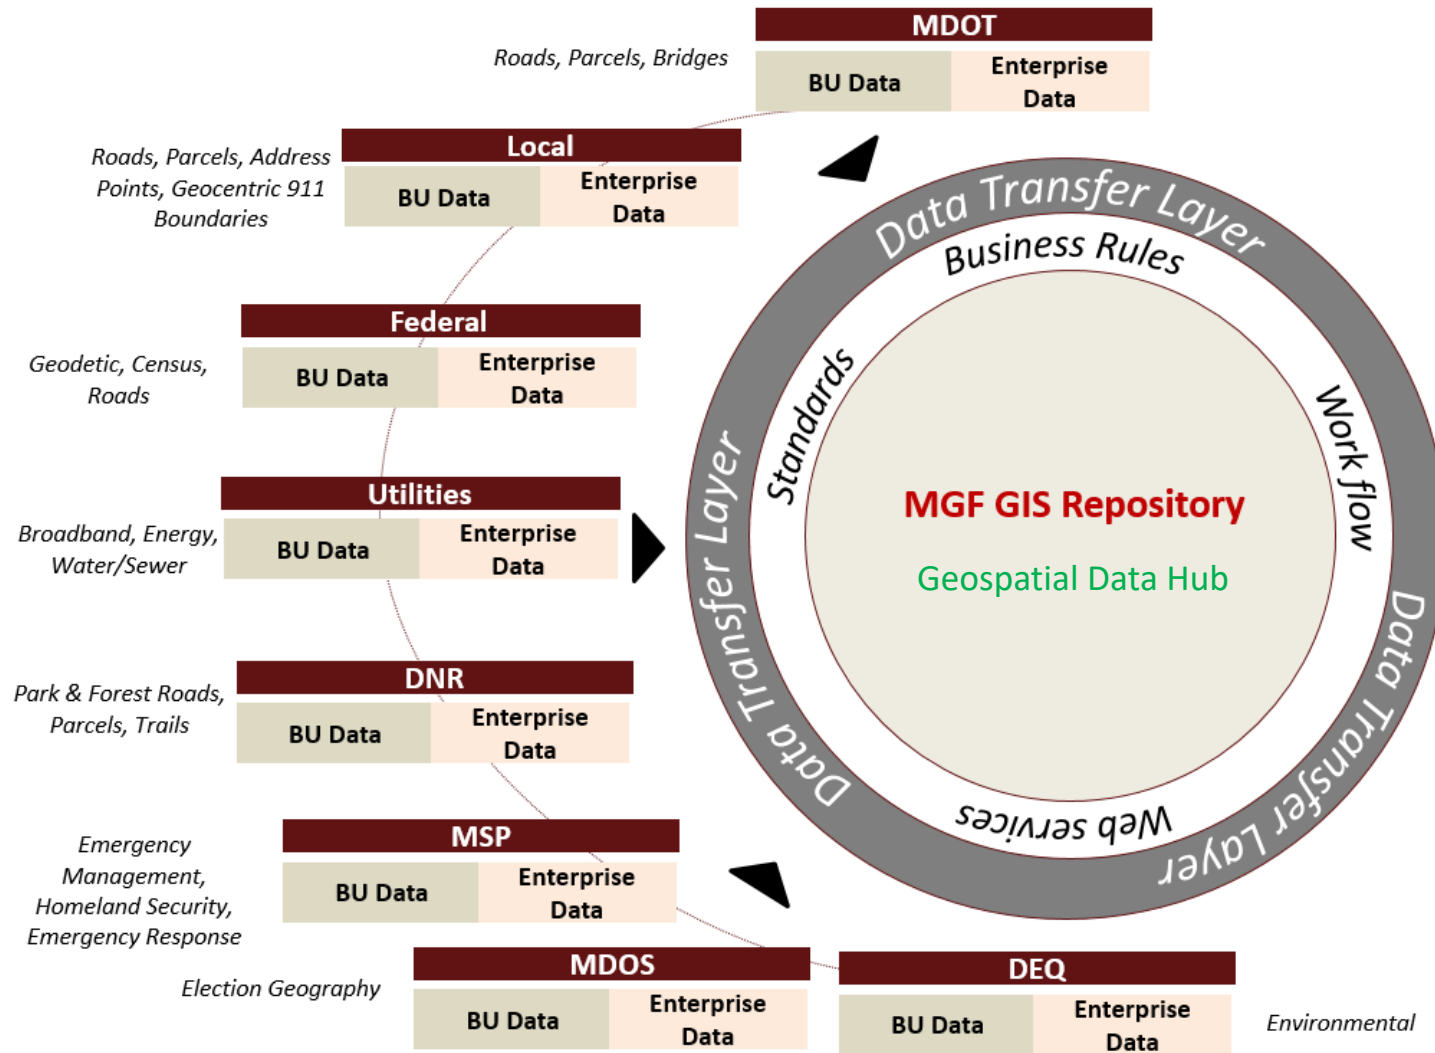 MDOT
Roads, Parcels, Bridges
BU Data
Enterprise
Data
Local
Roads, Parcels, Address
Points, Geocentric 911
Boundaries
BU Data
Enterprise
Data
Federal
Geodetic, Census,
Roads
BU Data
Enterprise
Data
Utilities
Broadband, Energy,
Water/Sewer
BU Data
Enterprise
Data
DNR
Park & Forest Roads,
Parcels, Trails
BU Data
Enterprise
Data
MSP
Emergency
Management,
Homeland Security,
Emergency Response
BU Data
Enterprise
Data
MDOS
Election Geography
BU Data
Enterprise
Data
DEQ
BU Data
Enterprise
Data
Environmental
Data Transfer Layer
Data Transfer Layer
Data Transfer Layer
Business Rules
Standards
Work flow
Web services
MGF GIS Repository
Geospatial Data Hub